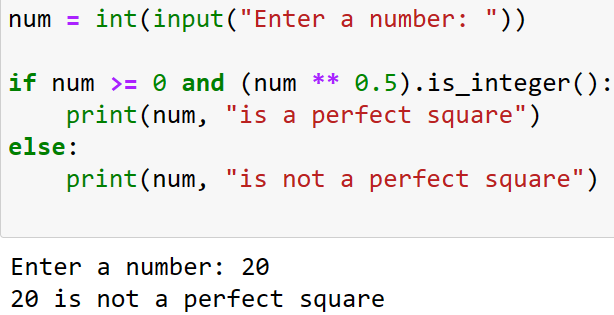 num = int(input("Enter a number: "))
if num >= 0 and (num ** 0.5).is_integer():
    print(num, "is a perfect square")
else:
    print(num, "is not a perfect square")
Enter a number: 20
20 is not a perfect square